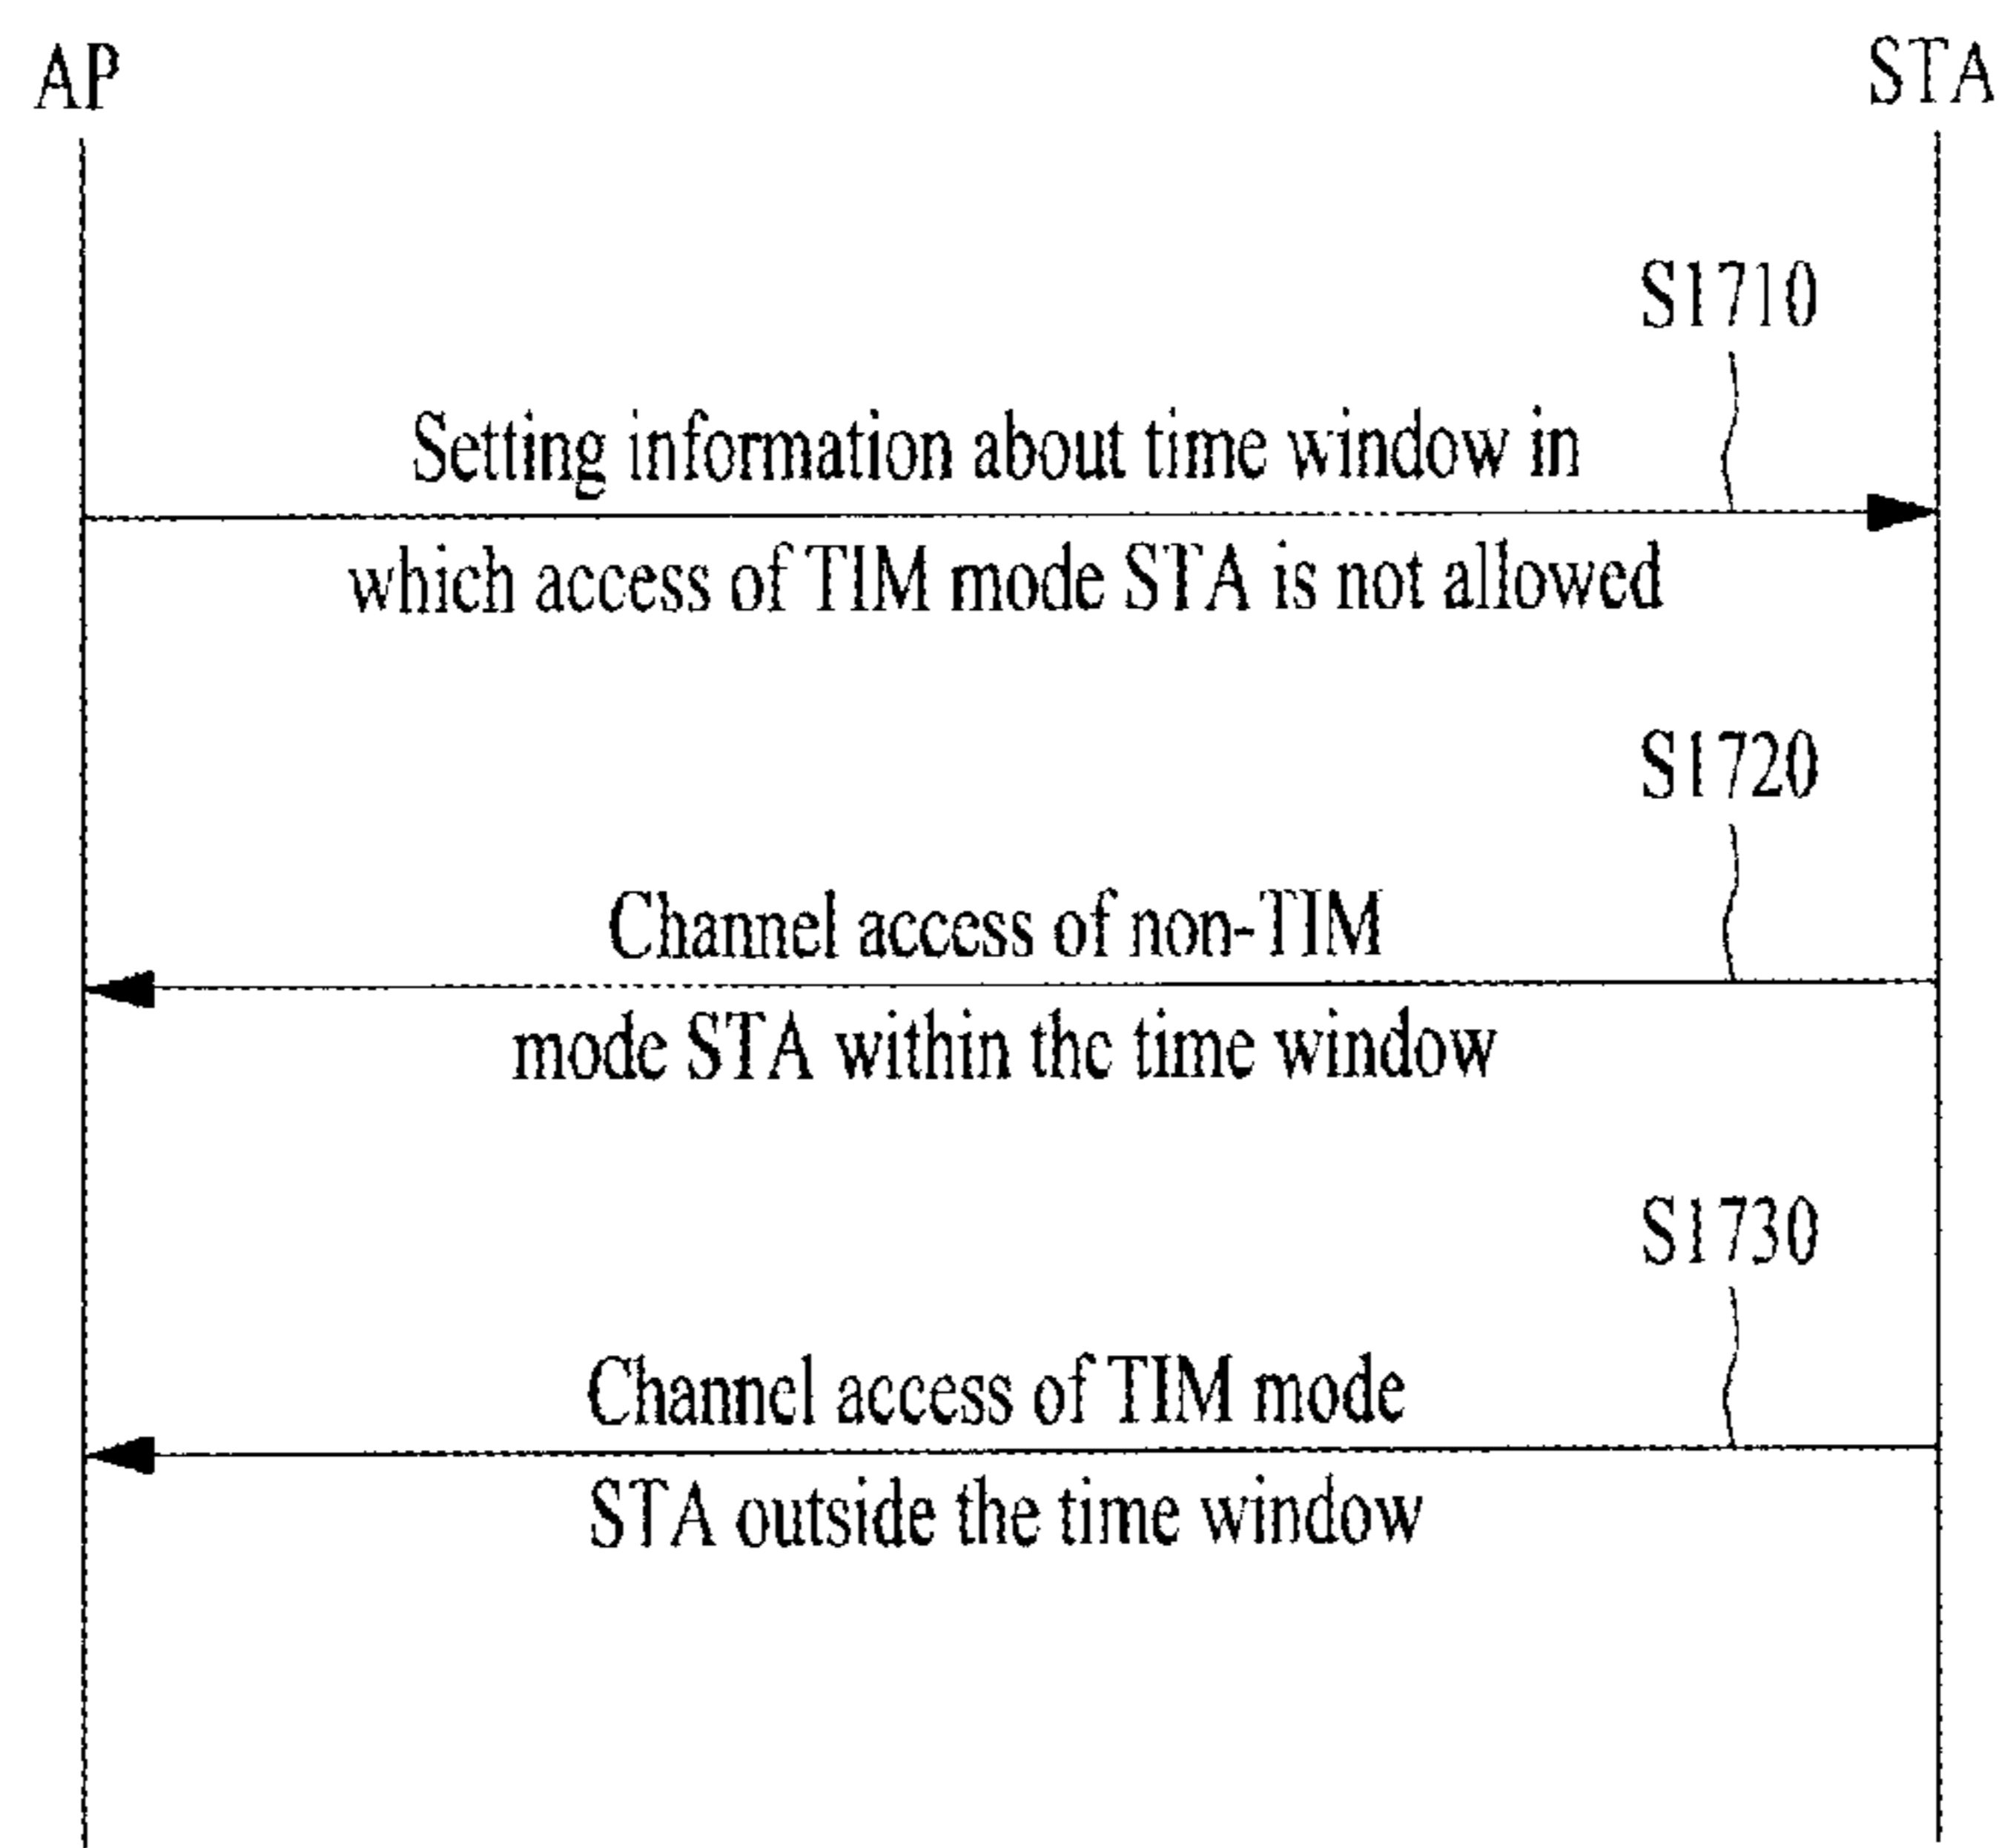 AP
STA
S1710
Setting information about time window in
which access of TIM mode STA is not allowed
S1720
Channel access of non-TIM
mode STA within the time window
S1730
Channel access of TIM mode
STA outside the time window